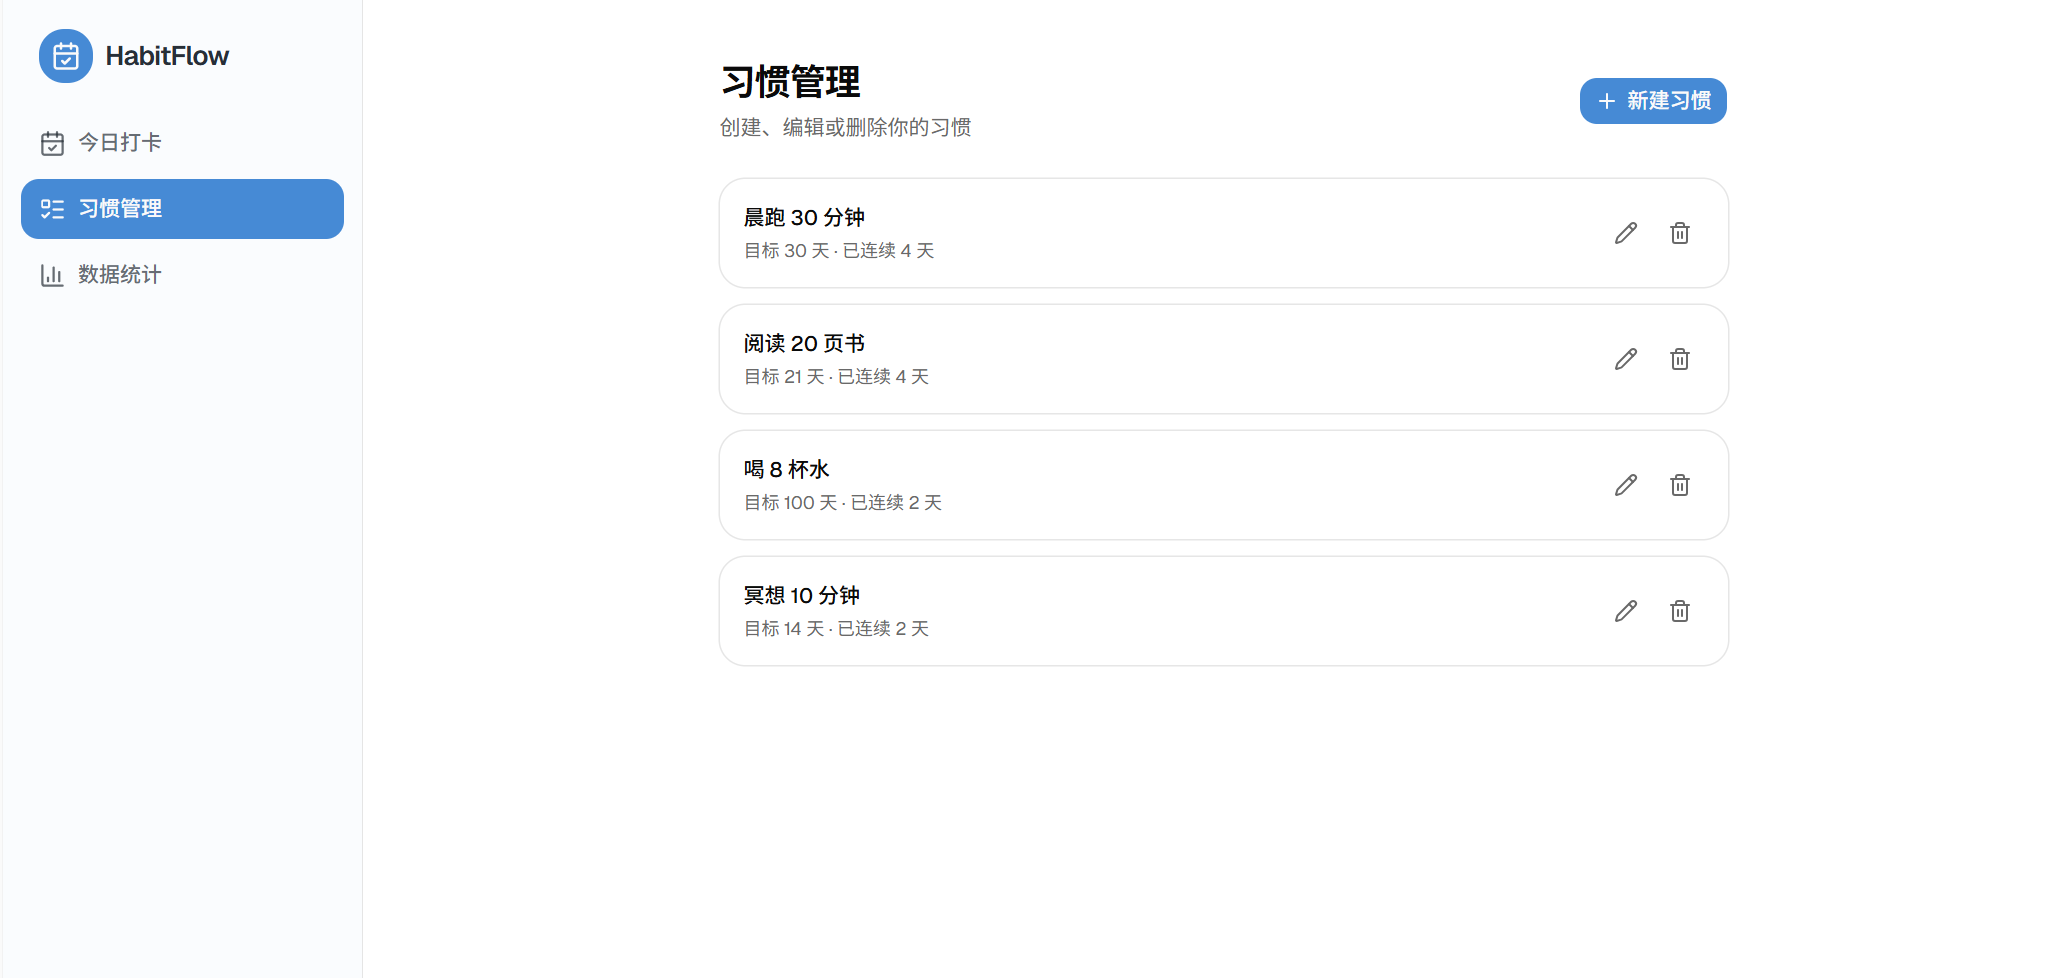 HabitFlow
今日打卡
习惯管理
数据统计
习惯管理
创建、编辑或删除你的习惯
新建习惯
晨跑 30 分钟
目标 30 天 · 已连续 4 天
阅读 20 页书
目标 21 天 · 已连续 4 天
喝 8 杯水
目标 100 天 · 已连续 2 天
冥想 10 分钟
目标 14 天 · 已连续 2 天